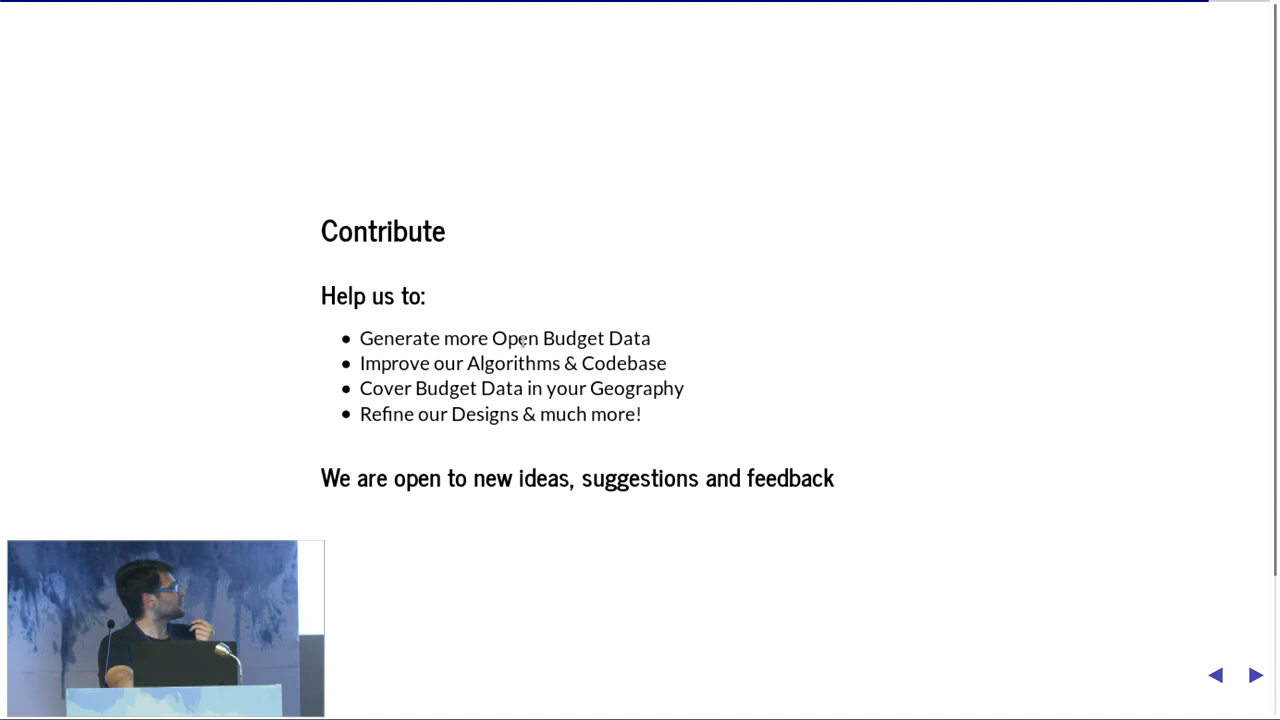 Contribute
Help us to:
Generate more Open Budget Data
Improve our Algorithms & Codebase
Cover Budget Data in your Geography
Refine our Designs & much more!
We are open to new ideas, suggestions and feedback